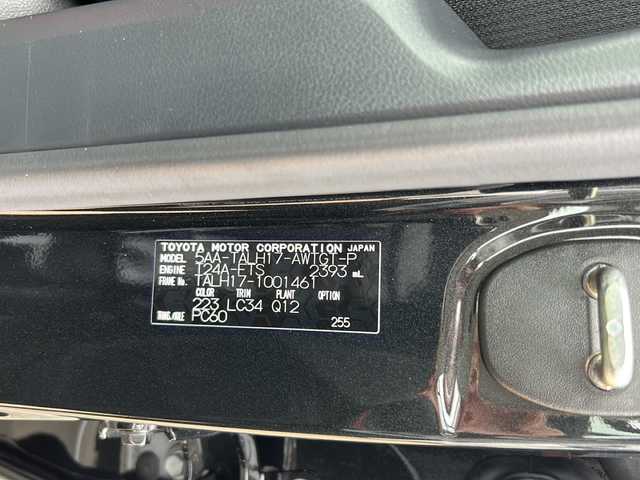 TOYOTA MOTOR CORPORATION JAPAN
MODEL 5AA-TALH17-AWTGT-P
ENGINE T24A-FTS 2393 mL
FRAME No. TALH17-1001461
COLOR TRIM PLANT OPTION
223 LC34 Q12
TRANS./AXLE PC60 255